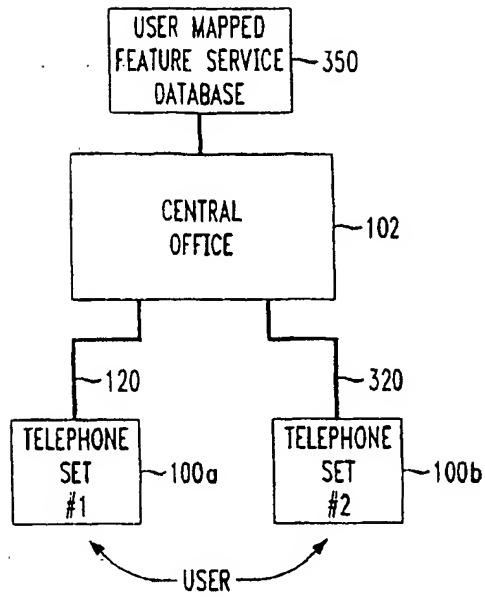 USER MAPPED
FEATURE SERVICE
DATABASE
350
CENTRAL
OFFICE
102
120
320
TELEPHONE
SET
#1
100a
TELEPHONE
SET
#2
100b
USER